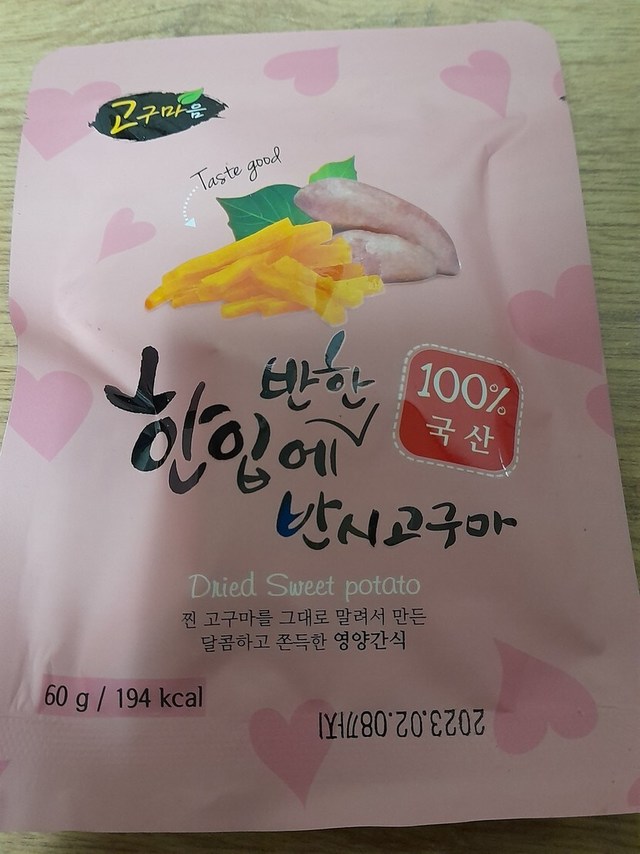 고구마음
Taste good
한입에
반한
반시고구마
100%
국산
Dried Sweet potato
찐 고구마를 그대로 말려서 만든
달콤하고 쫀득한 영양간식
60 g / 194 kcal
2023.02.08까지